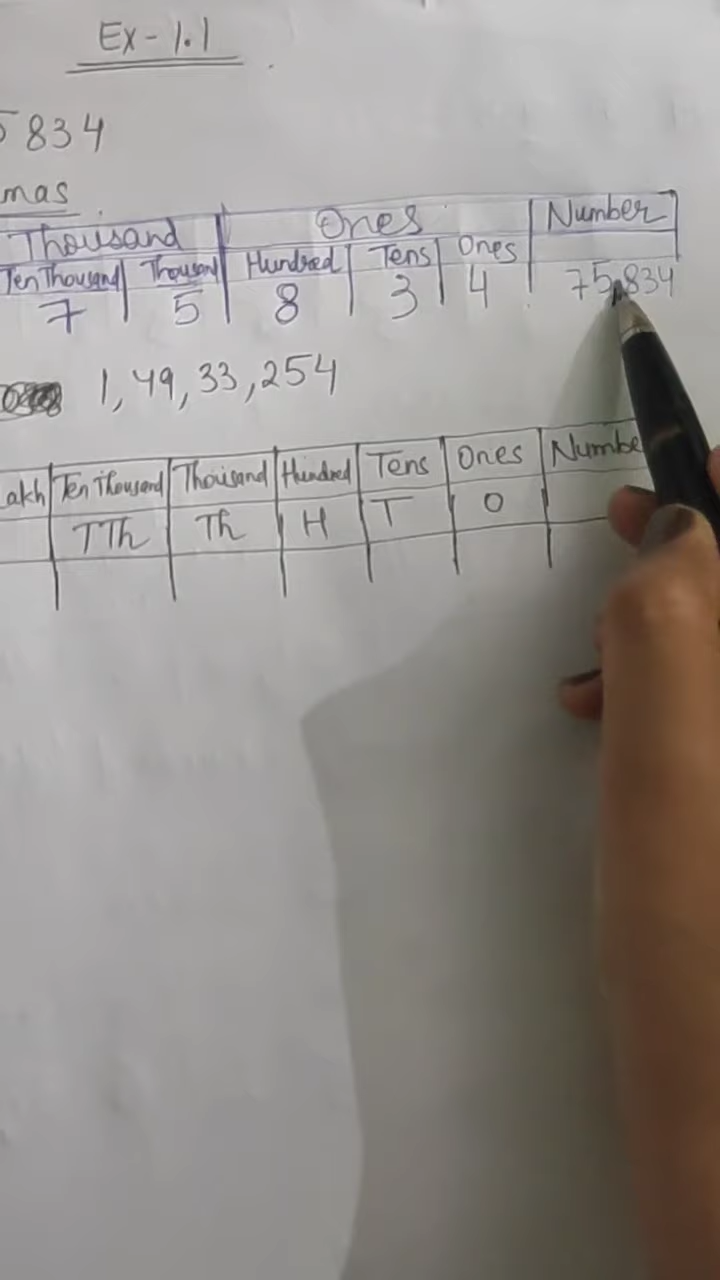 Ex - 1.1
5834
mas
Thousand Ones Number
Ten Thousand Thousand Hundred Tens Ones
7 5 8 3 4 75,834
1,49,33,254
akh Ten Thousand Thousand Hundred Tens Ones Numbe
TTh Th H T O